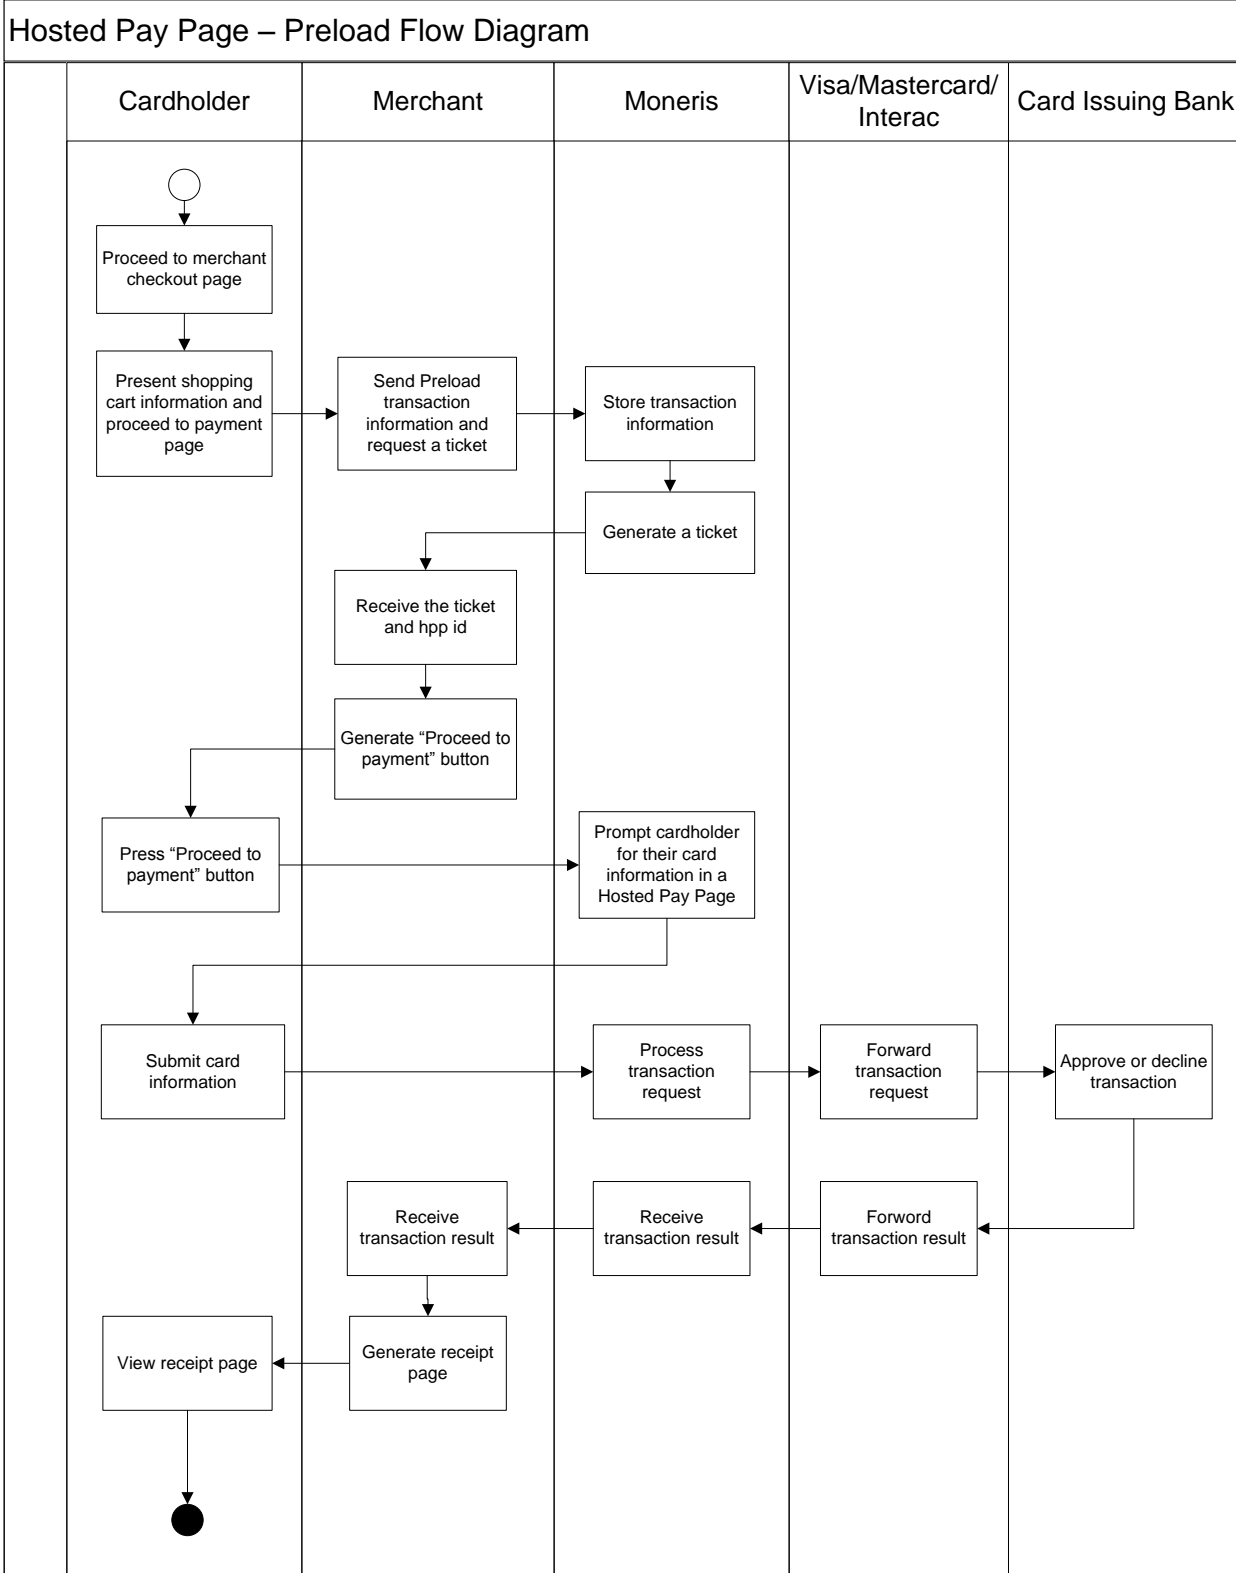 Hosted Pay Page – Preload Flow Diagram
Cardholder
Merchant
Moneris
Visa/Mastercard/
Interac
Card Issuing Bank
Proceed to merchant
checkout page
Present shopping
cart information and
proceed to payment
page
Send Preload
transaction
information and
request a ticket
Store transaction
information
Generate a ticket
Receive the ticket
and hpp id
Generate “Proceed to
payment” button
Press “Proceed to
payment” button
Prompt cardholder
for their card
information in a
Hosted Pay Page
Submit card
information
Process
transaction
request
Forward
transaction
request
Approve or decline
transaction
Receive
transaction result
Receive
transaction result
Forword
transaction result
View receipt page
Generate receipt
page